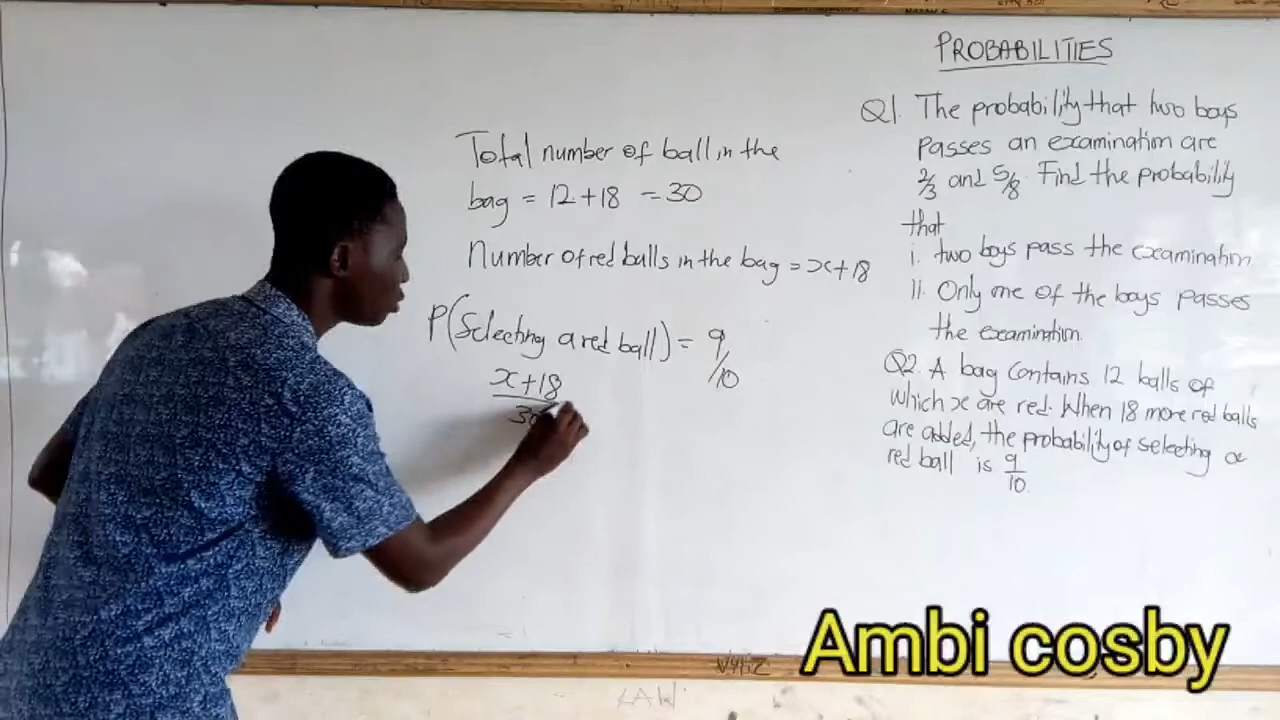 PROBABILITIES
Q1. The probability that two boys
passes an examination are
2/3 and 5/8. Find the probability
that
i. two boys pass the examination.
ii. Only one of the boys passes
the examination.
Q2. A bag contains 12 balls of
which x are red. When 18 more red balls
are added, the probability of selecting a
red ball is 9/10.
Total number of ball in the
bag = 12+18 = 30
Number of red balls in the bag = x+18
P(Selecting a red ball) = 9/10
x+18
30
Ambi cosby
LAW